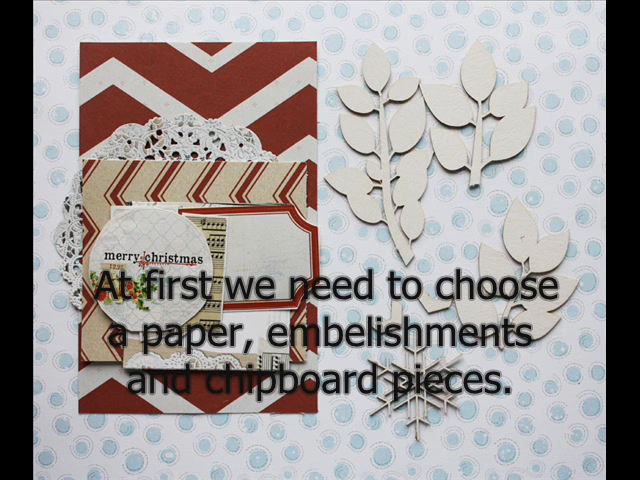 merry christmas
At first we need to choose
a paper, embelishments
and chipboard pieces.